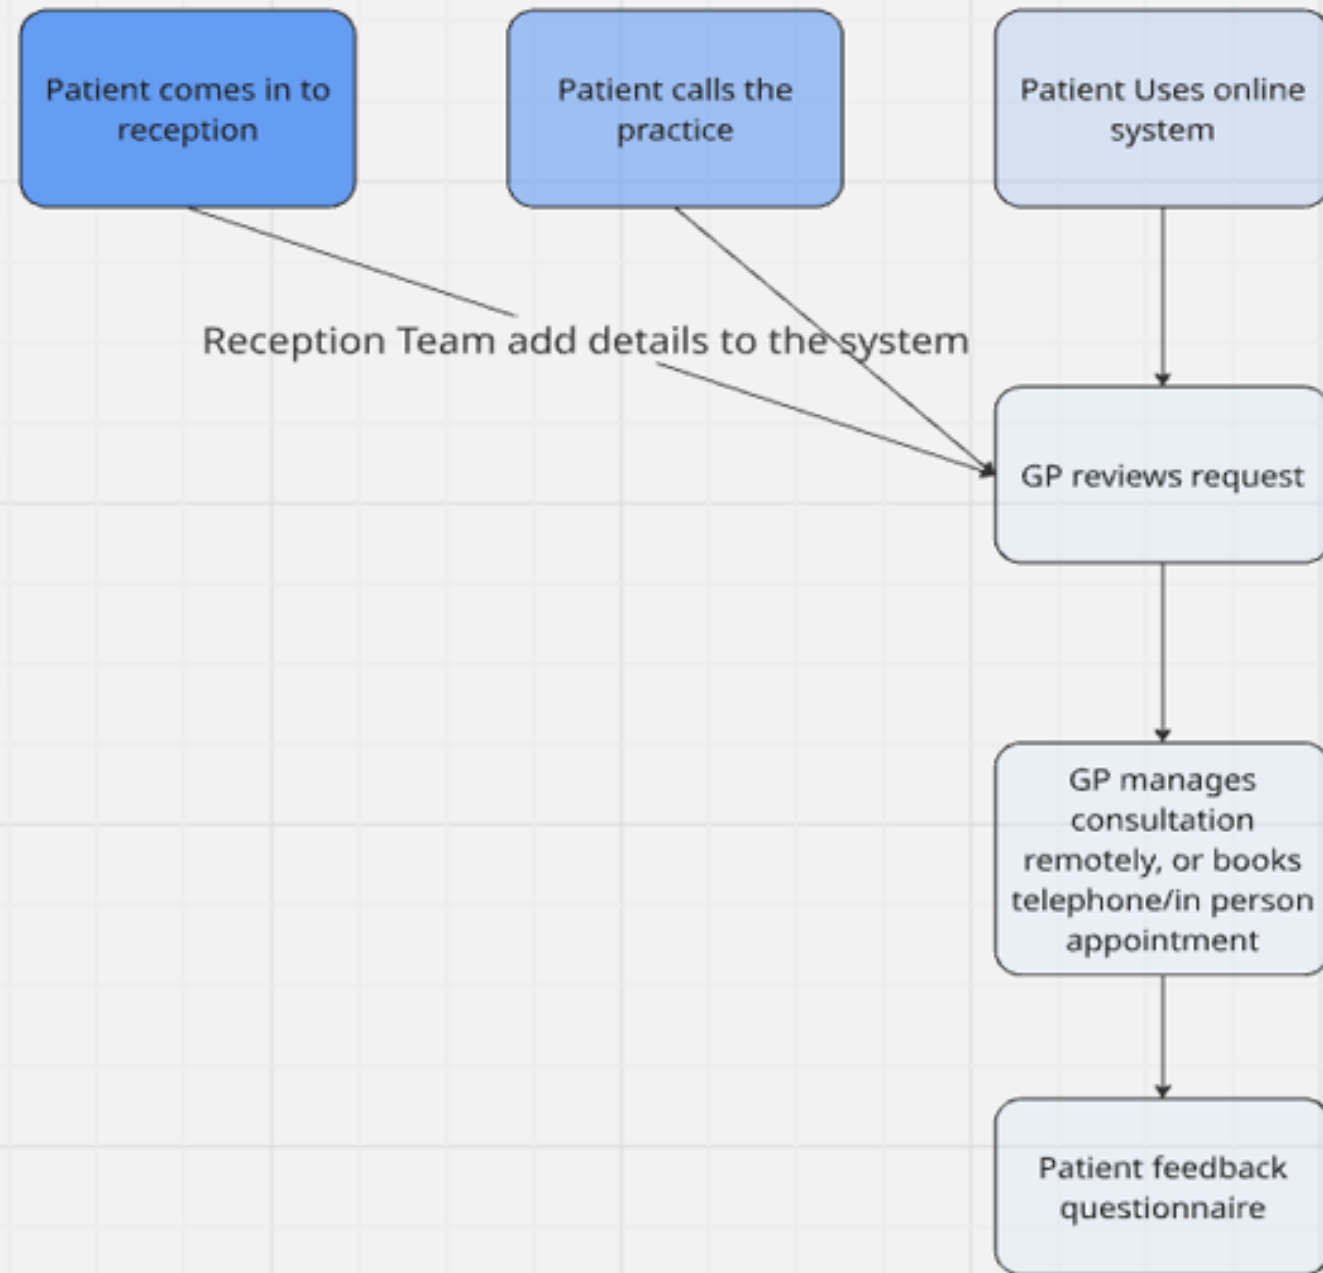 Patient comes in to
reception
Patient calls the
practice
Patient Uses online
system
Reception Team add details to the system
GP reviews request
GP manages
consultation
remotely, or books
telephone/in person
appointment
Patient feedback
questionnaire